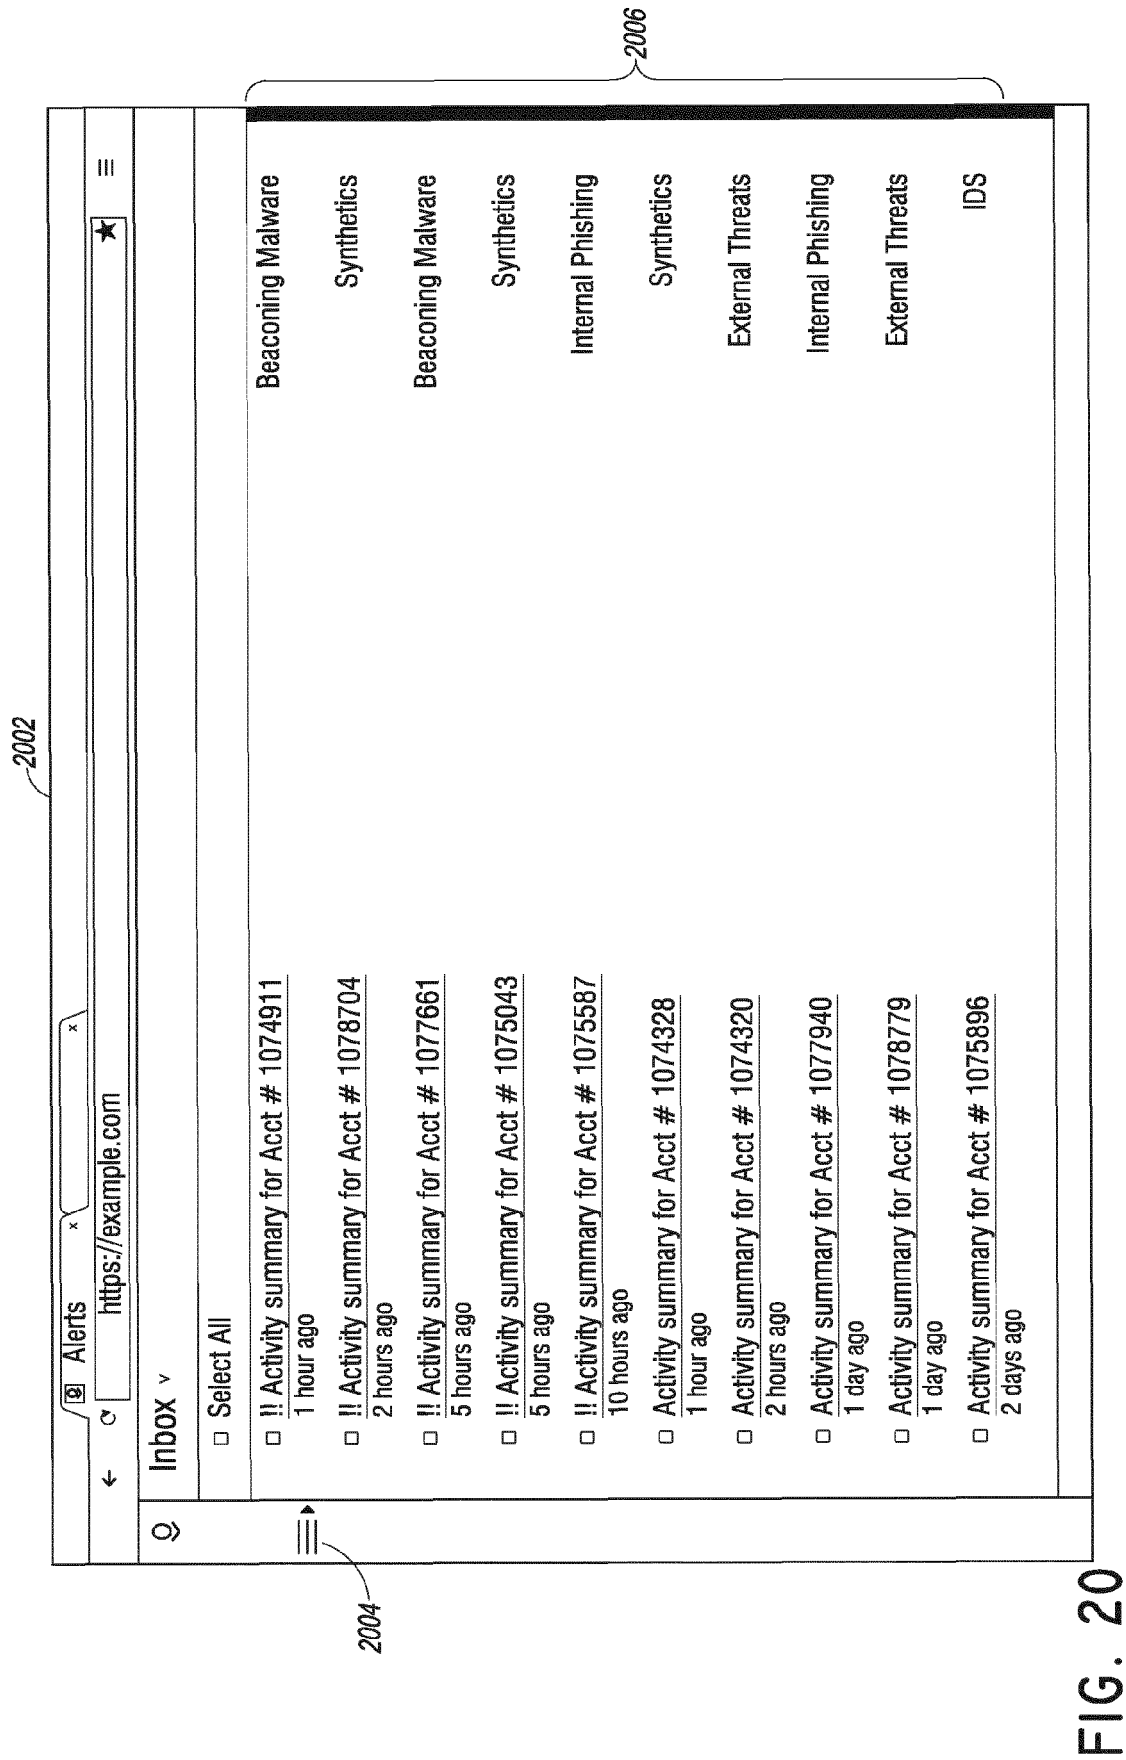 2002
Alerts x x
https://example.com
Inbox v
Select All
!! Activity summary for Acct # 1074911 Beaconing Malware
1 hour ago
!! Activity summary for Acct # 1078704 Synthetics
2 hours ago
!! Activity summary for Acct # 1077661 Beaconing Malware
5 hours ago
!! Activity summary for Acct # 1075043 Synthetics
5 hours ago
!! Activity summary for Acct # 1075587 Internal Phishing
10 hours ago
Activity summary for Acct # 1074328 Synthetics
1 hour ago
Activity summary for Acct # 1074320 External Threats
2 hours ago
Activity summary for Acct # 1077940 Internal Phishing
1 day ago
Activity summary for Acct # 1078779 External Threats
1 day ago
Activity summary for Acct # 1075896 IDS
2 days ago
2004
2006
FIG. 20